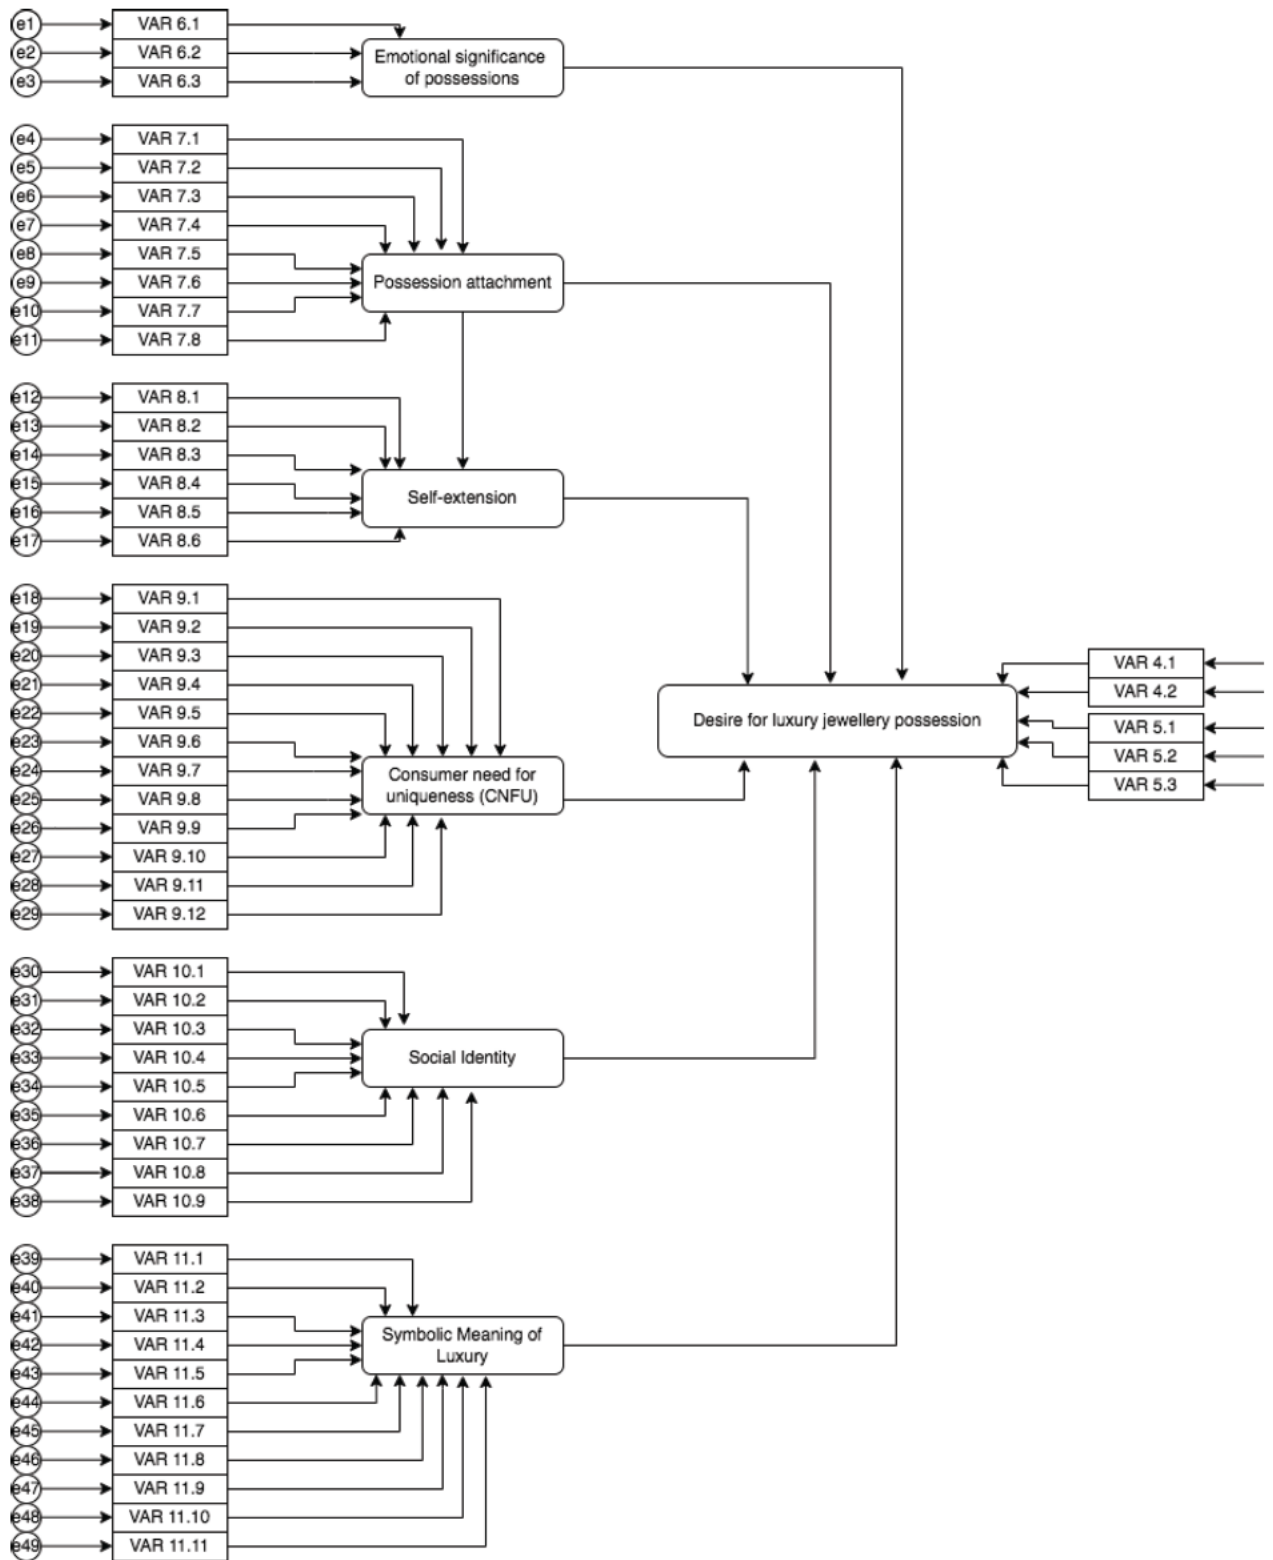 e1 VAR 6.1
e2 VAR 6.2
e3 VAR 6.3
Emotional significance
of possessions
e4 VAR 7.1
e5 VAR 7.2
e6 VAR 7.3
e7 VAR 7.4
e8 VAR 7.5
e9 VAR 7.6
e10 VAR 7.7
e11 VAR 7.8
Possession attachment
e12 VAR 8.1
e13 VAR 8.2
e14 VAR 8.3
e15 VAR 8.4
e16 VAR 8.5
e17 VAR 8.6
Self-extension
e18 VAR 9.1
e19 VAR 9.2
e20 VAR 9.3
e21 VAR 9.4
e22 VAR 9.5
e23 VAR 9.6
e24 VAR 9.7
e25 VAR 9.8
e26 VAR 9.9
e27 VAR 9.10
e28 VAR 9.11
e29 VAR 9.12
Consumer need for
uniqueness (CNFU)
e30 VAR 10.1
e31 VAR 10.2
e32 VAR 10.3
e33 VAR 10.4
e34 VAR 10.5
e35 VAR 10.6
e36 VAR 10.7
e37 VAR 10.8
e38 VAR 10.9
Social Identity
e39 VAR 11.1
e40 VAR 11.2
e41 VAR 11.3
e42 VAR 11.4
e43 VAR 11.5
e44 VAR 11.6
e45 VAR 11.7
e46 VAR 11.8
e47 VAR 11.9
e48 VAR 11.10
e49 VAR 11.11
Symbolic Meaning of
Luxury
Desire for luxury jewellery possession
VAR 4.1
VAR 4.2
VAR 5.1
VAR 5.2
VAR 5.3